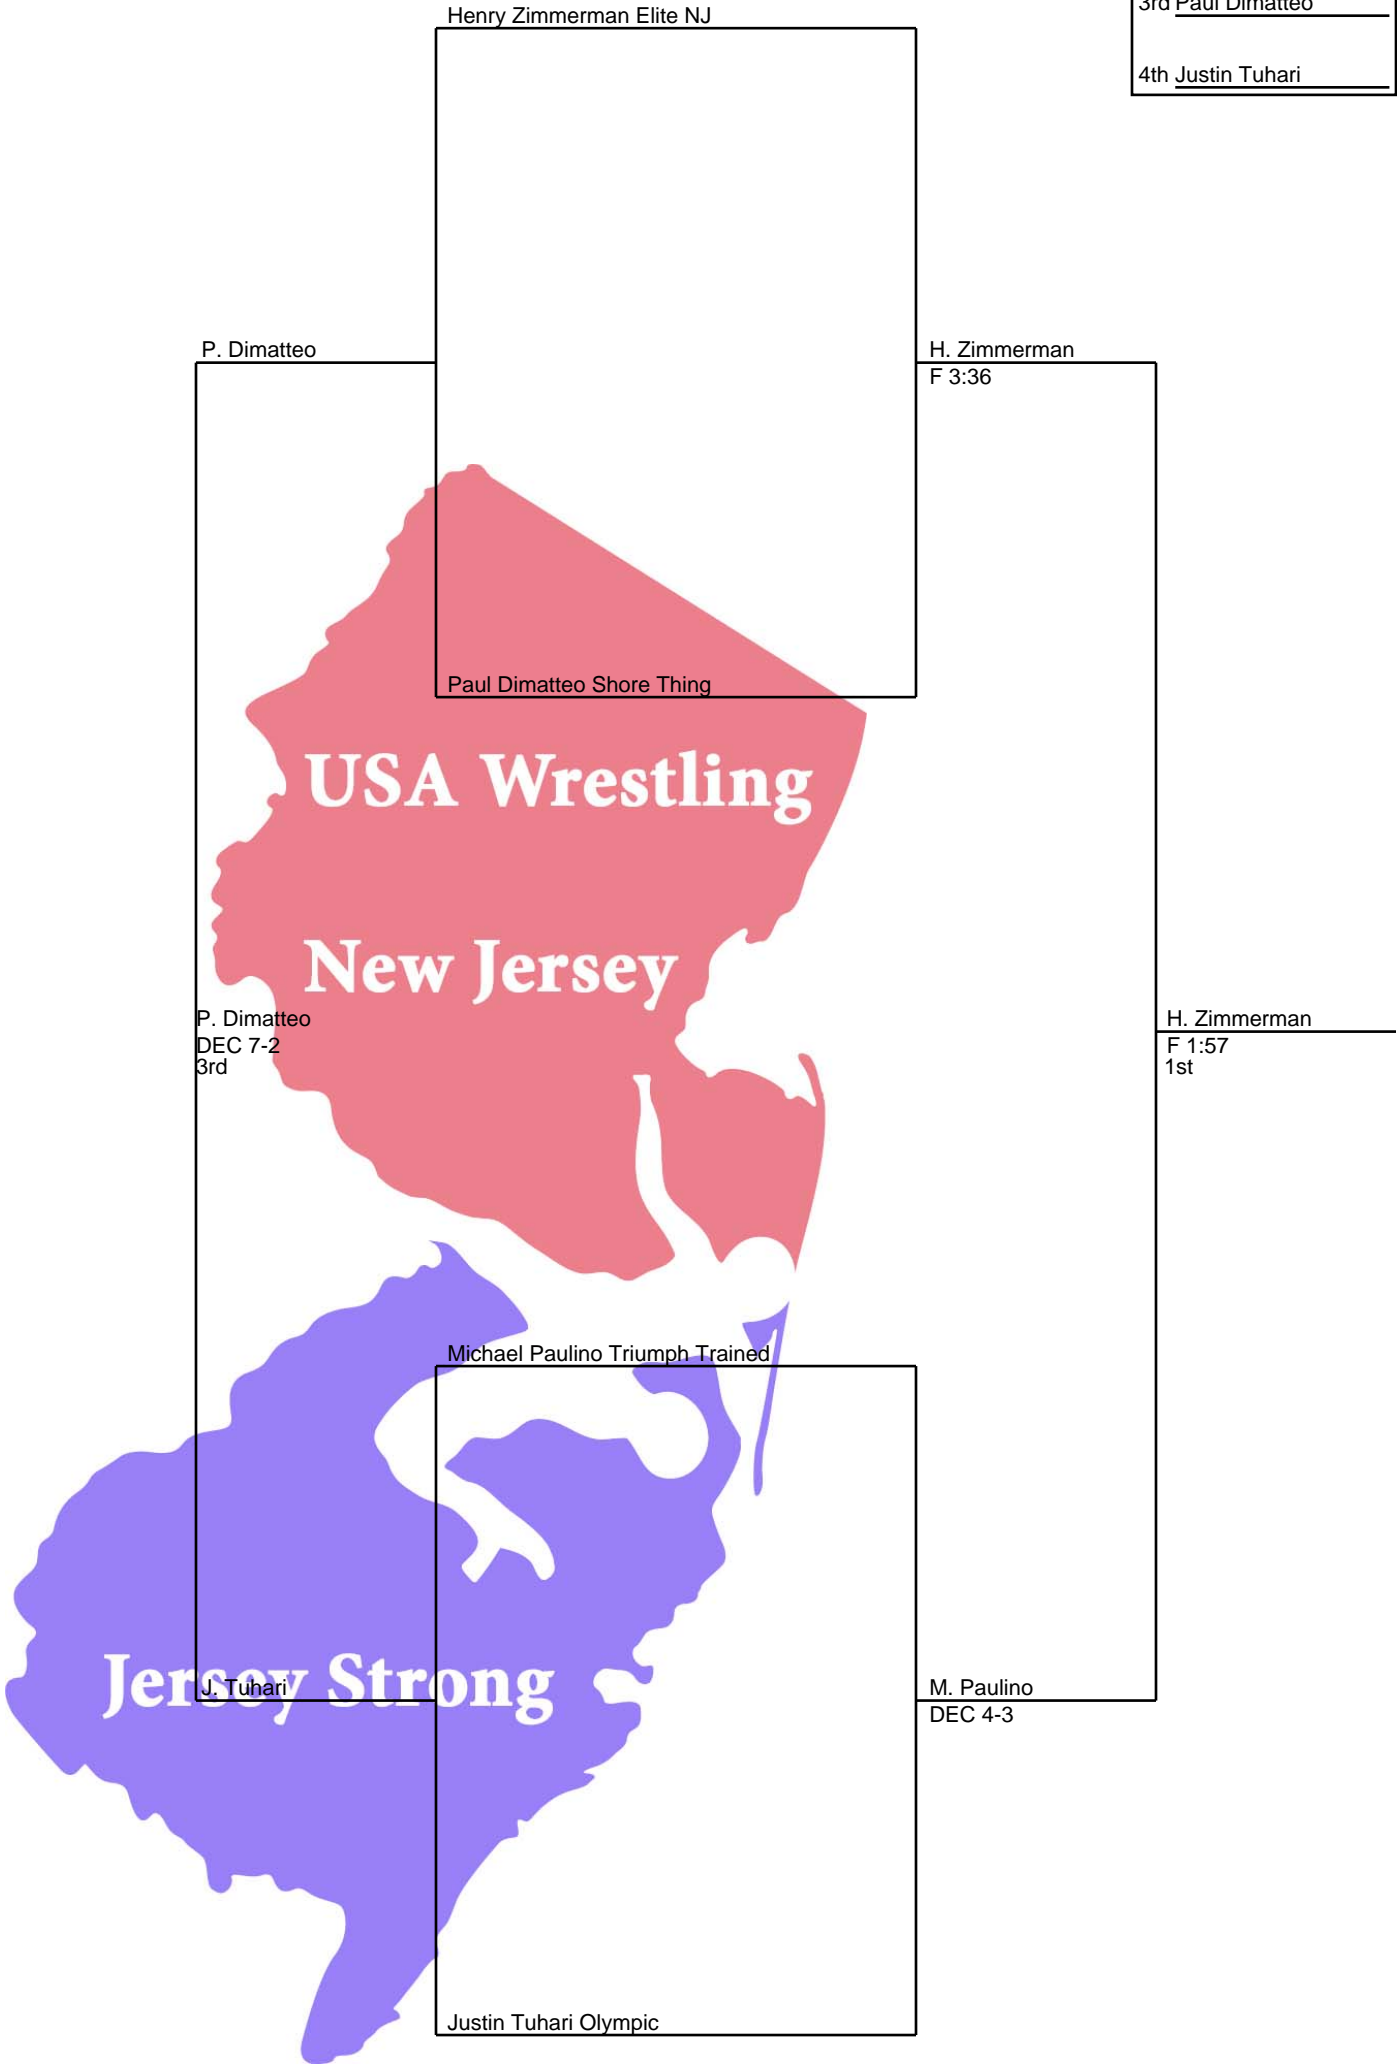 Henry Zimmerman Elite NJ
3rd Paul Dimatteo
4th Justin Tuhari
P. Dimatteo
H. Zimmerman
F 3:36
Paul Dimatteo Shore Thing
USA Wrestling
New Jersey
P. Dimatteo
DEC 7-2
3rd
H. Zimmerman
F 1:57
1st
Michael Paulino Triumph Trained
Jersey Strong
J. Tuhari
M. Paulino
DEC 4-3
Justin Tuhari Olympic